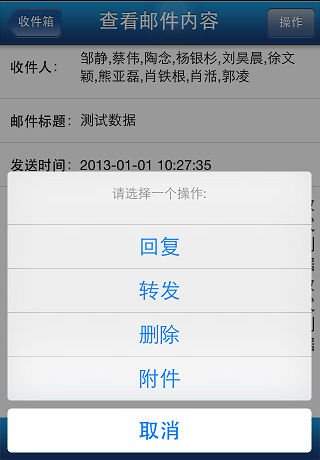 收件箱
查看邮件内容
操作
收件人：
邹静,蔡伟,陶念,杨银杉,刘昊晨,徐文
颖,熊亚磊,肖铁根,肖湉,郭凌
邮件标题：
测试数据
发送时间：
2013-01-01 10:27:35
请选择一个操作:
回复
转发
删除
附件
取消